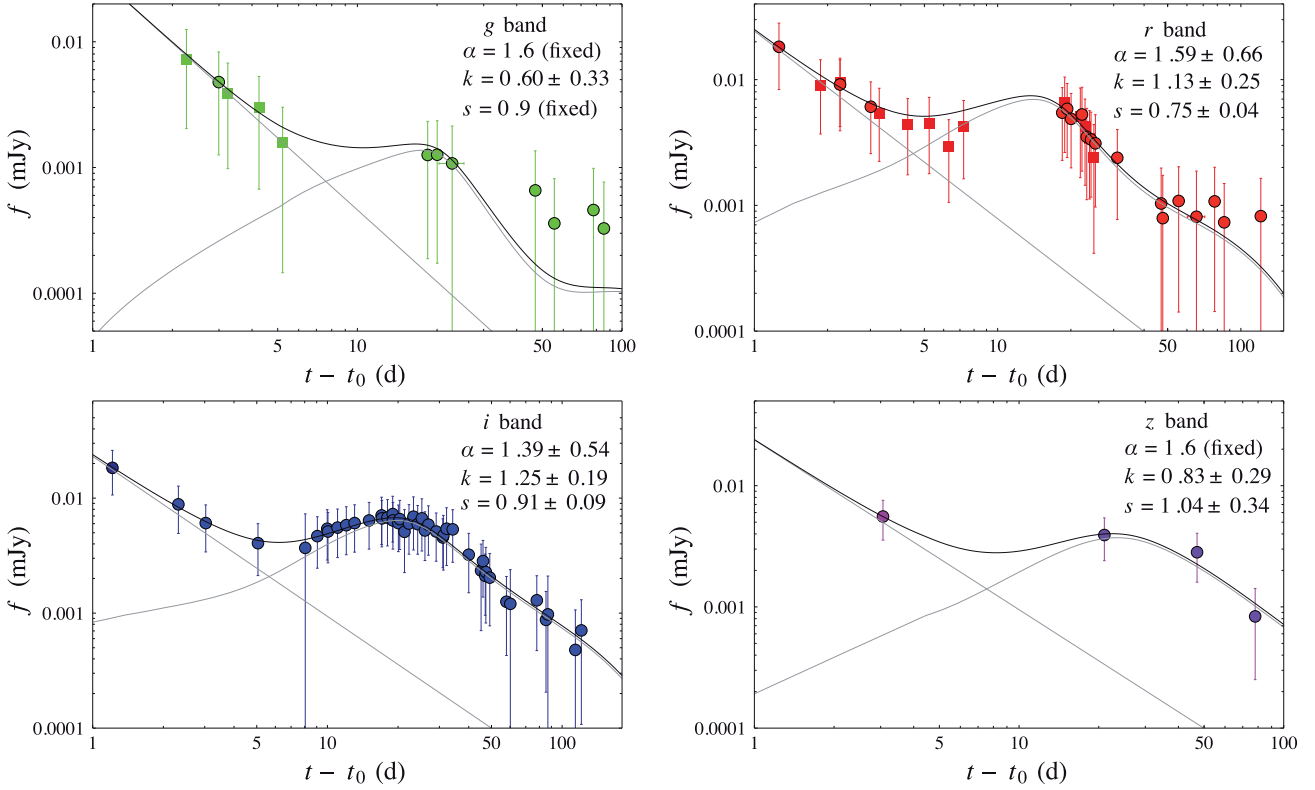 g band
α = 1.6 (fixed)
k = 0.60 ± 0.33
s = 0.9 (fixed)
f (mJy)
0.01
0.001
0.0001
1
5
10
50
100
t − t₀ (d)
r band
α = 1.59 ± 0.66
k = 1.13 ± 0.25
s = 0.75 ± 0.04
f (mJy)
0.01
0.001
0.0001
1
5
10
50
100
t − t₀ (d)
i band
α = 1.39 ± 0.54
k = 1.25 ± 0.19
s = 0.91 ± 0.09
f (mJy)
0.01
0.001
0.0001
1
5
10
50
100
t − t₀ (d)
z band
α = 1.6 (fixed)
k = 0.83 ± 0.29
s = 1.04 ± 0.34
f (mJy)
0.01
0.001
0.0001
1
5
10
50
100
t − t₀ (d)